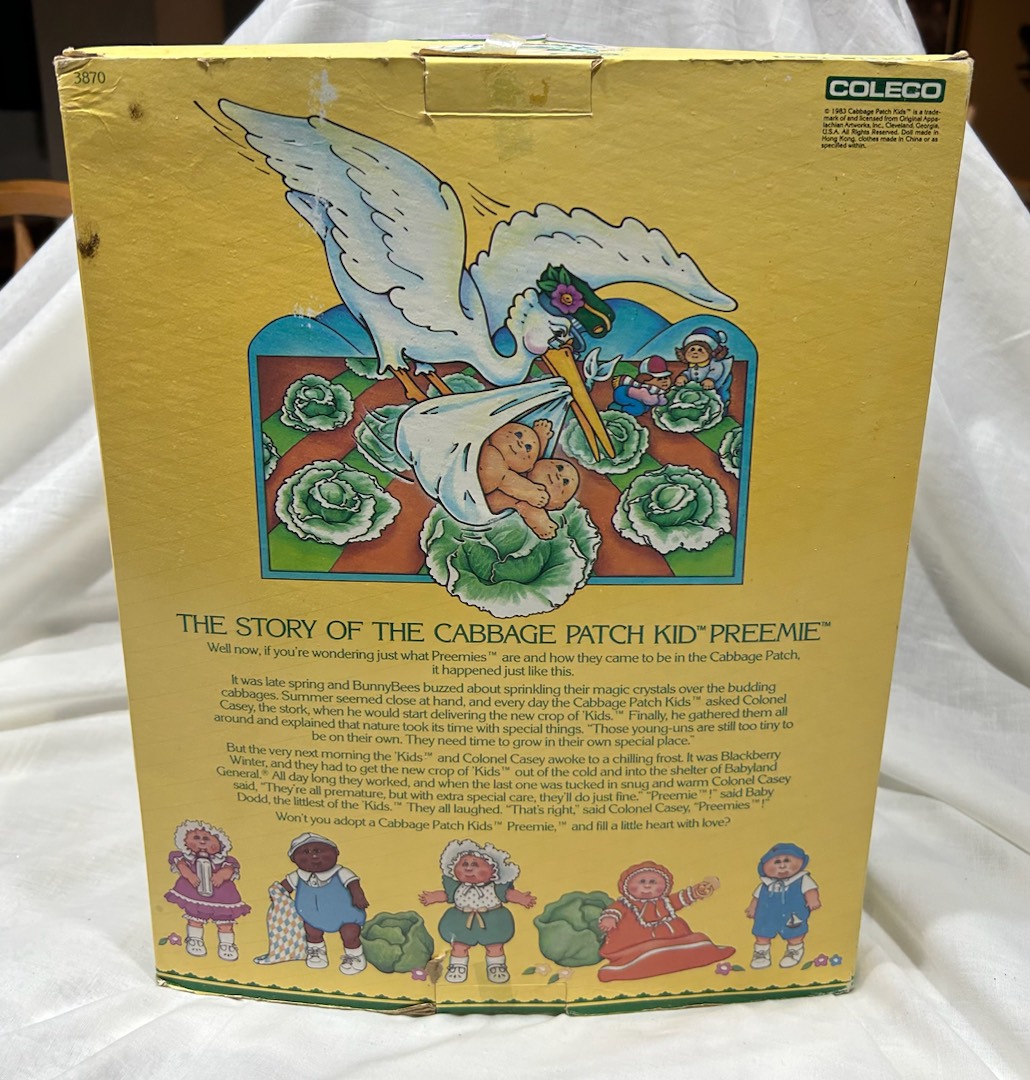 3870
COLECO
© 1983 Cabbage Patch Kids™ is a trade-
mark of and licensed from Original Appa-
lachian Artworks, Inc., Cleveland, Georgia,
U.S.A. All Rights Reserved. Doll made in
Hong Kong, clothes made in China or as
specified within.
THE STORY OF THE CABBAGE PATCH KID™ PREEMIE™
Well now, if you're wondering just what Preemies™ are and how they came to be in the Cabbage Patch,
it happened just like this.
It was late spring and BunnyBees buzzed about sprinkling their magic crystals over the budding
cabbages. Summer seemed close at hand, and every day the Cabbage Patch Kids™ asked Colonel
Casey, the stork, when he would start delivering the new crop of 'Kids.™ Finally, he gathered them all
around and explained that nature took its time with special things. "Those young-uns are still too tiny to
be on their own. They need time to grow in their own special place."
But the very next morning the 'Kids™ and Colonel Casey awoke to a chilling frost. It was Blackberry
Winter, and they had to get the new crop of 'Kids™ out of the cold and into the shelter of Babyland
General.® All day long they worked, and when the last one was tucked in snug and warm Colonel Casey
said, "They're all premature, but with extra special care, they'll do just fine." "Preemie™!" said Baby
Dodd, the littlest of the 'Kids.™ They all laughed. "That's right," said Colonel Casey, "Preemies™!"
Won't you adopt a Cabbage Patch Kids™ Preemie,™ and fill a little heart with love?